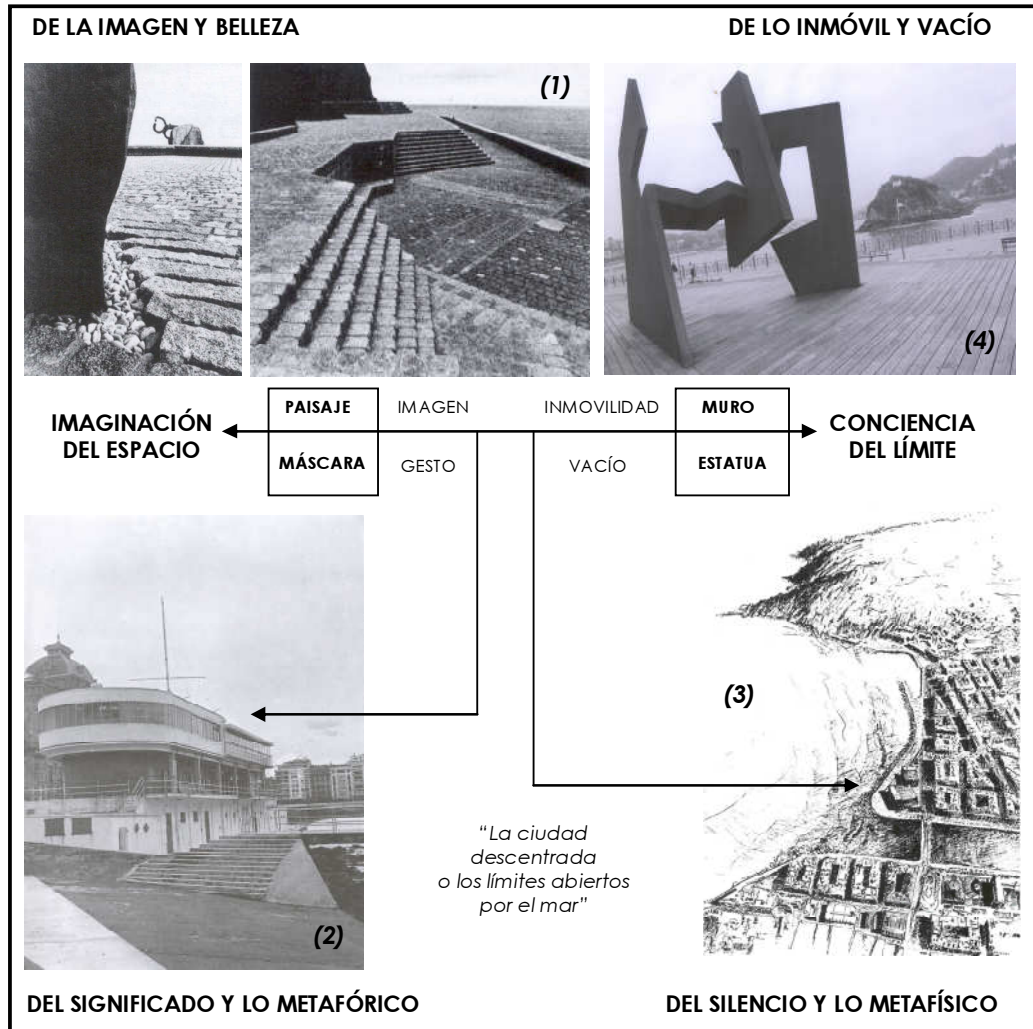 DE LA IMAGEN Y BELLEZA
DE LO INMÓVIL Y VACÍO
(1)
(4)
IMAGINACIÓN
DEL ESPACIO
PAISAJE
IMAGEN
INMOVILIDAD
MURO
CONCIENCIA
DEL LÍMITE
MÁSCARA
GESTO
VACÍO
ESTATUA
(3)
“La ciudad
descentrada
o los límites abiertos
por el mar”
(2)
DEL SIGNIFICADO Y LO METAFÓRICO
DEL SILENCIO Y LO METAFÍSICO